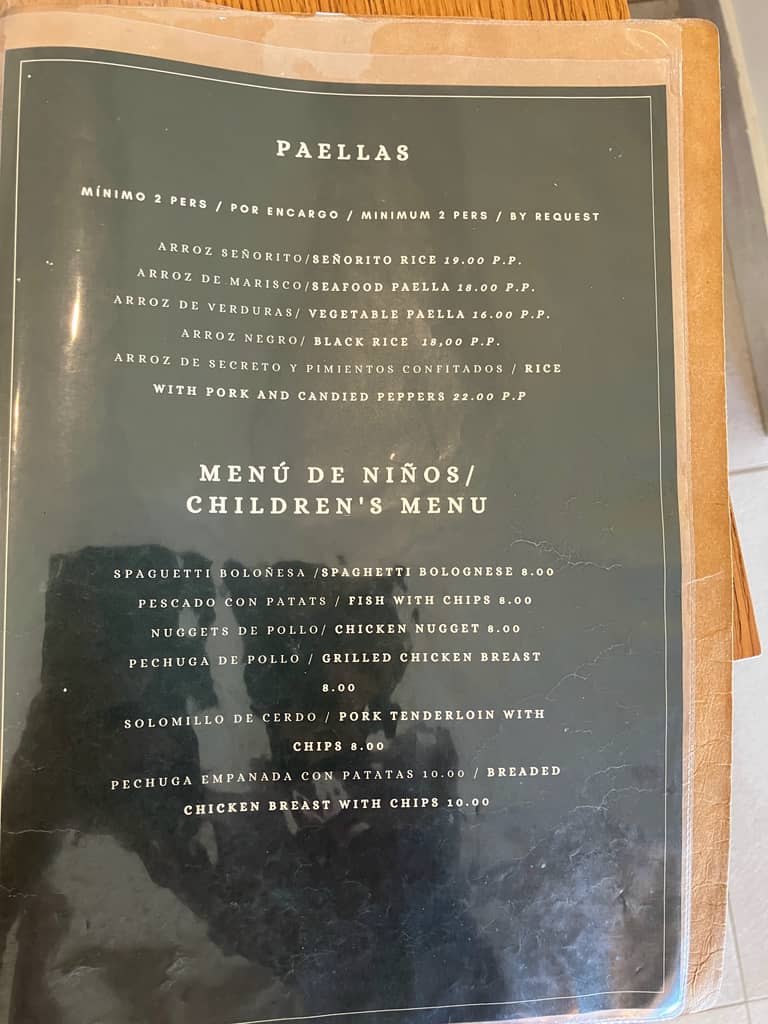 PAELLAS
MÍNIMO 2 PERS / POR ENCARGO / MINIMUM 2 PERS / BY REQUEST
ARROZ SEÑORITO/SEÑORITO RICE 19.00 P.P.
ARROZ DE MARISCO/SEAFOOD PAELLA 18.00 P.P.
ARROZ DE VERDURAS/ VEGETABLE PAELLA 16.00 P.P.
ARROZ NEGRO/ BLACK RICE 18,00 P.P.
ARROZ DE SECRETO Y PIMIENTOS CONFITADOS / RICE
WITH PORK AND CANDIED PEPPERS 22.00 P.P
MENÚ DE NIÑOS/
CHILDREN'S MENU
SPAGUETTI BOLOÑESA /SPAGHETTI BOLOGNESE 8.00
PESCADO CON PATATS / FISH WITH CHIPS 8.00
NUGGETS DE POLLO/ CHICKEN NUGGET 8.00
PECHUGA DE POLLO / GRILLED CHICKEN BREAST
8.00
SOLOMILLO DE CERDO / PORK TENDERLOIN WITH
CHIPS 8.00
PECHUGA EMPANADA CON PATATAS 10.00 / BREADED
CHICKEN BREAST WITH CHIPS 10.00